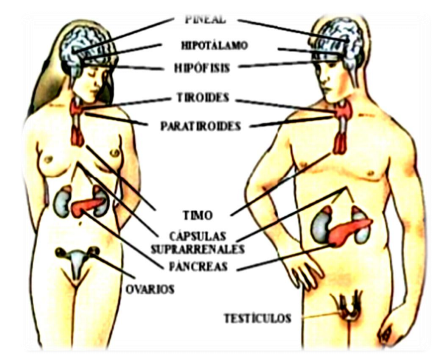 PINEAL
HIPOTÁLAMO
HIPÓFISIS
TIROIDES
PARATIROIDES
TIMO
CÁPSULAS
SUPRARRENALES
PÁNCREAS
OVARIOS
TESTÍCULOS